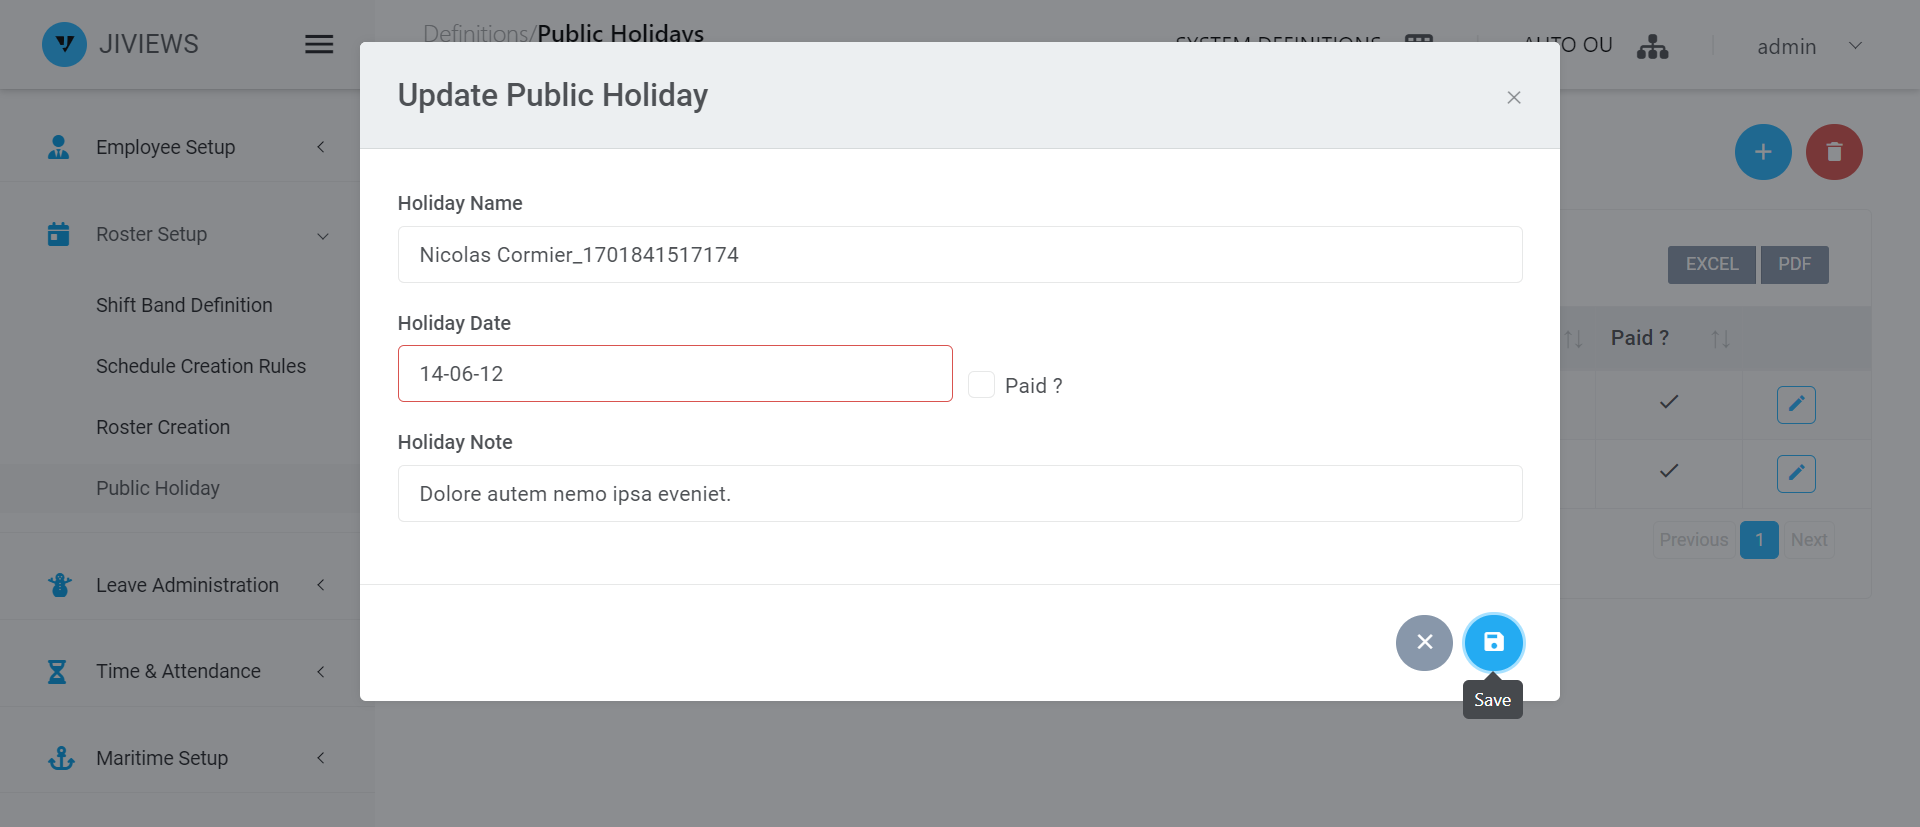 JIVIEWS
Definitions/Public Holidays
SYSTEM DEFINITIONS
AUTO OU
admin
Update Public Holiday
Employee Setup
Roster Setup
Shift Band Definition
Schedule Creation Rules
Roster Creation
Public Holiday
Leave Administration
Time & Attendance
Maritime Setup
Holiday Name
Nicolas Cormier_1701841517174
Holiday Date
14-06-12
Paid ?
Holiday Note
Dolore autem nemo ipsa eveniet.
Save
EXCEL PDF
Paid ?
Previous 1 Next